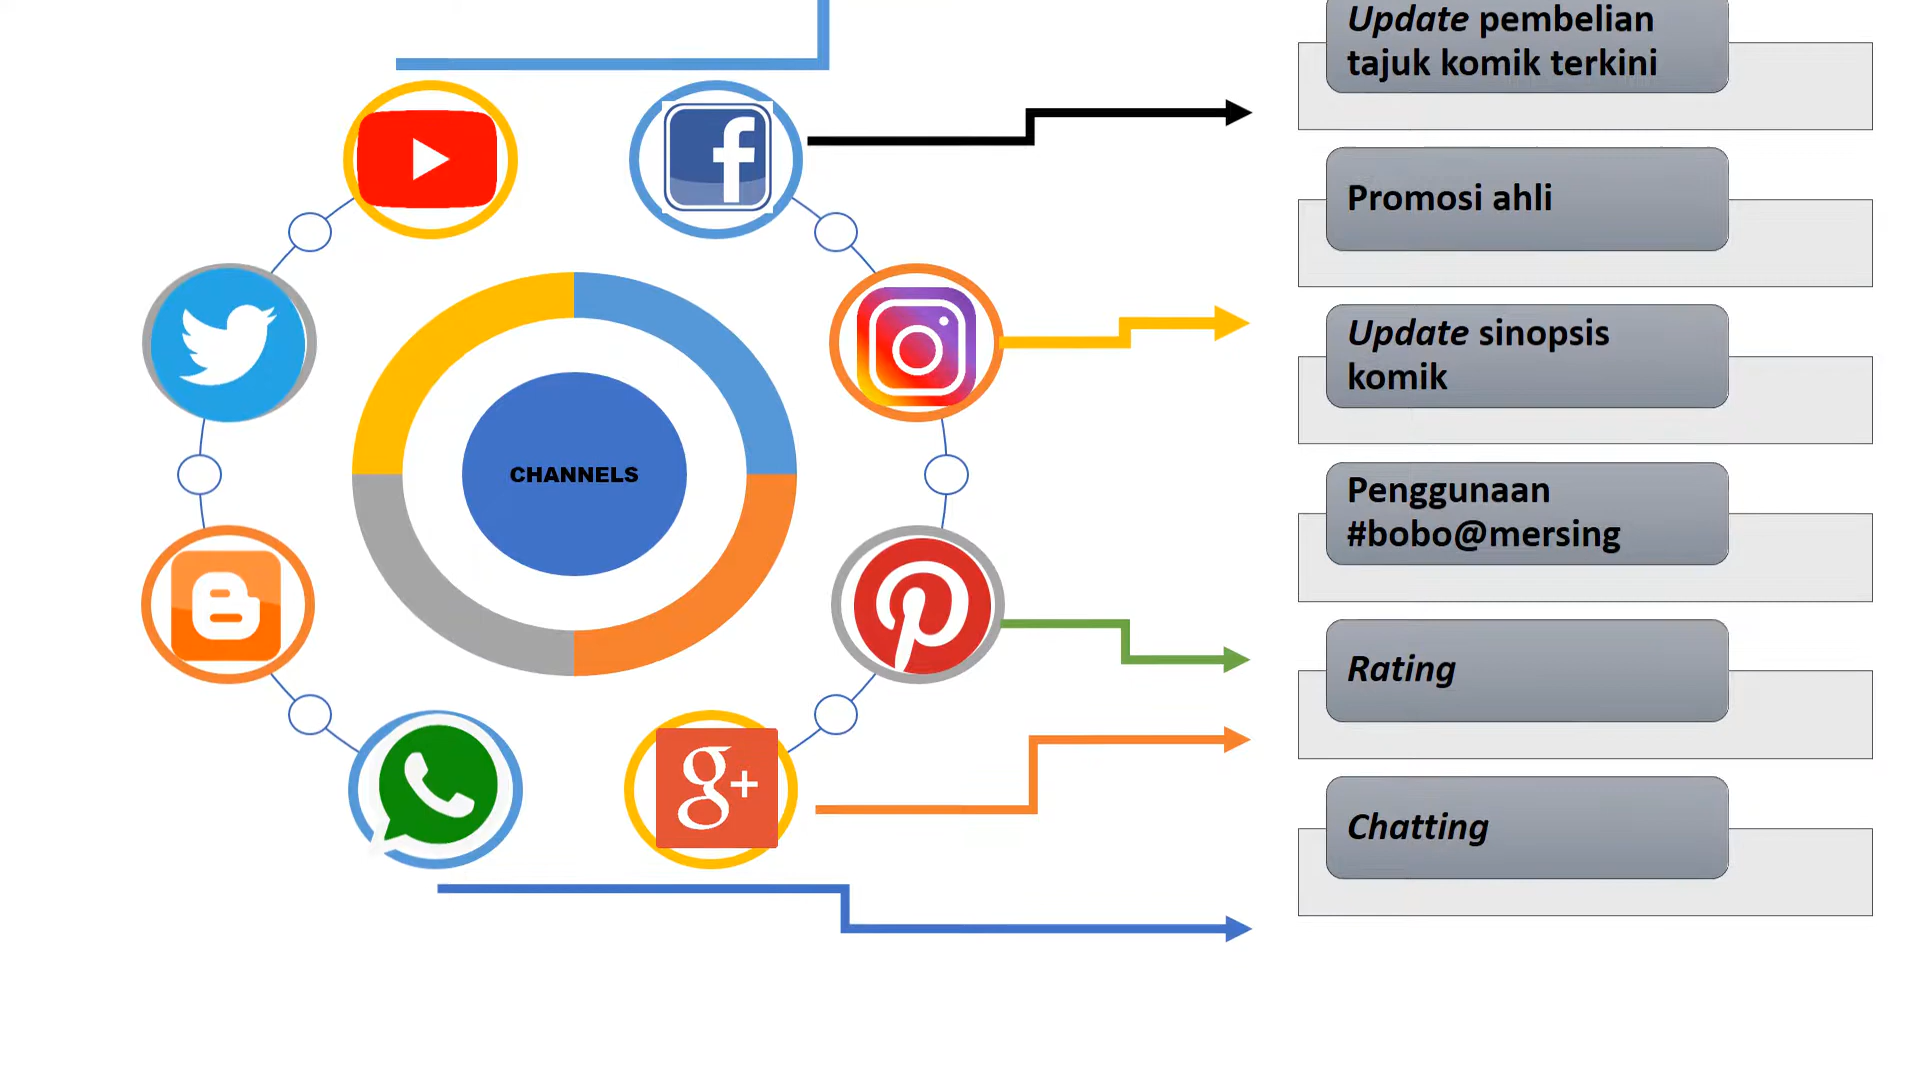 Update pembelian
tajuk komik terkini
Promosi ahli
Update sinopsis
komik
CHANNELS
Penggunaan
#bobo@mersing
Rating
g+
Chatting